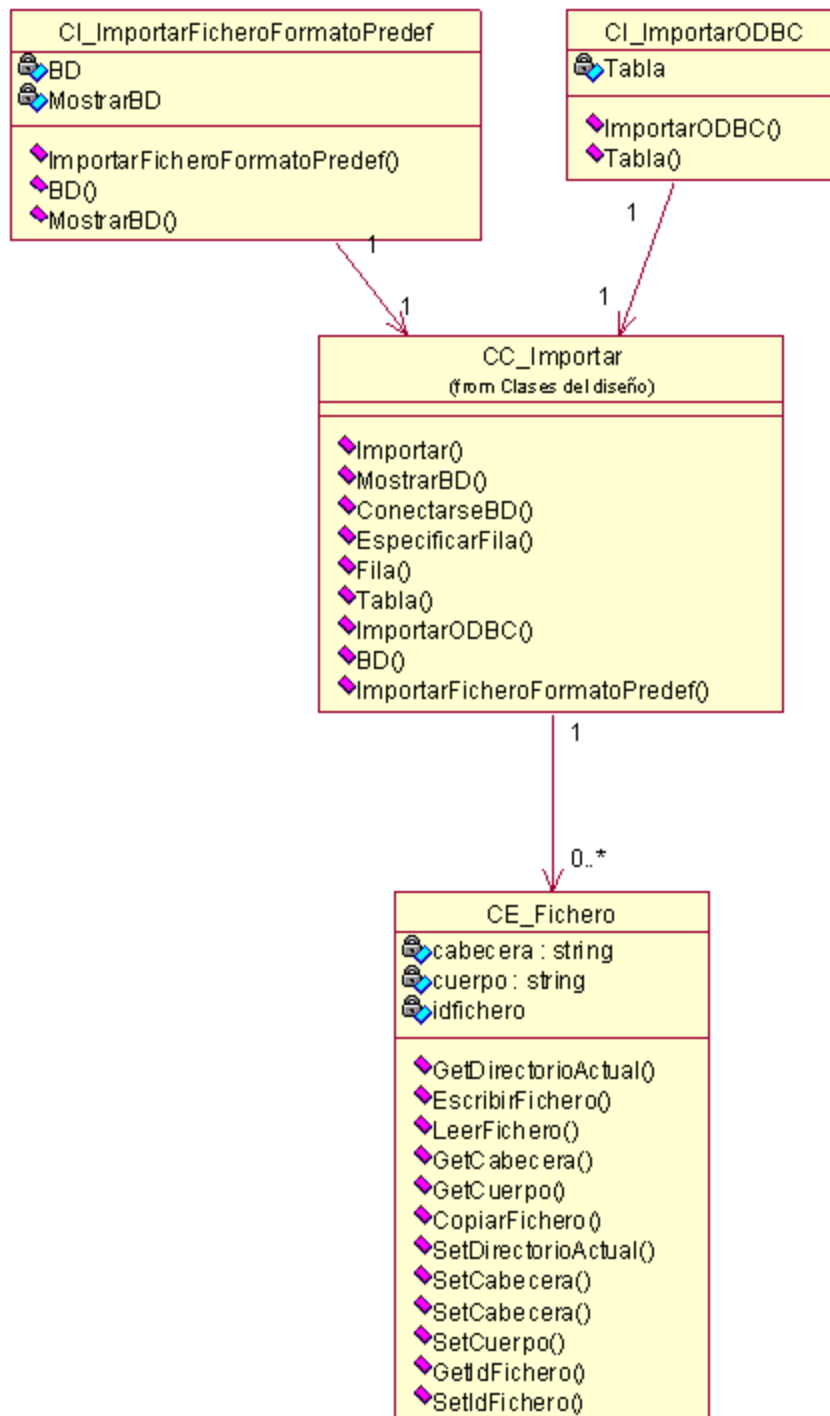 CI_ImportarFicheroFormatoPredef
BD
MostrarBD
ImportarFicheroFormatoPredef()
BD()
MostrarBD()
CI_ImportarODBC
Tabla
ImportarODBC()
Tabla()
1
1
1
1
CC_Importar
(from Clases del diseño)
Importar()
MostrarBD()
ConectarseBD()
EspecificarFila()
Fila()
Tabla()
ImportarODBC()
BD()
ImportarFicheroFormatoPredef()
1
0..*
CE_Fichero
cabecera : string
cuerpo : string
idfichero
GetDirectorioActual()
EscribirFichero()
LeerFichero()
GetCabecera()
GetCuerpo()
CopiarFichero()
SetDirectorioActual()
SetCabecera()
SetCabecera()
SetCuerpo()
GetIdFichero()
SetIdFichero()